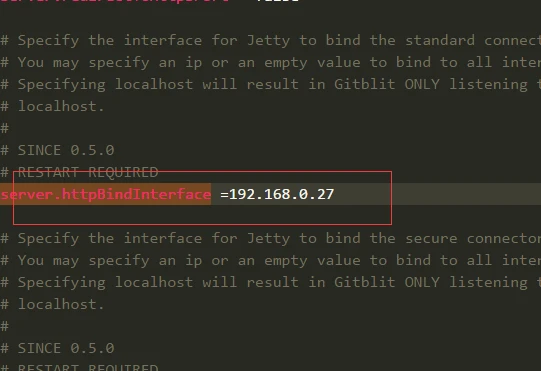 # Specify the interface for Jetty to bind the standard connect
# You may specify an ip or an empty value to bind to all inter
# Specifying localhost will result in Gitblit ONLY listening t
# localhost.
#
# SINCE 0.5.0
# RESTART REQUIRED
server.httpBindInterface =192.168.0.27
# Specify the interface for Jetty to bind the secure connector
# You may specify an ip or an empty value to bind to all inter
# Specifying localhost will result in Gitblit ONLY listening t
# localhost.
#
# SINCE 0.5.0
# RESTART REQUIRED